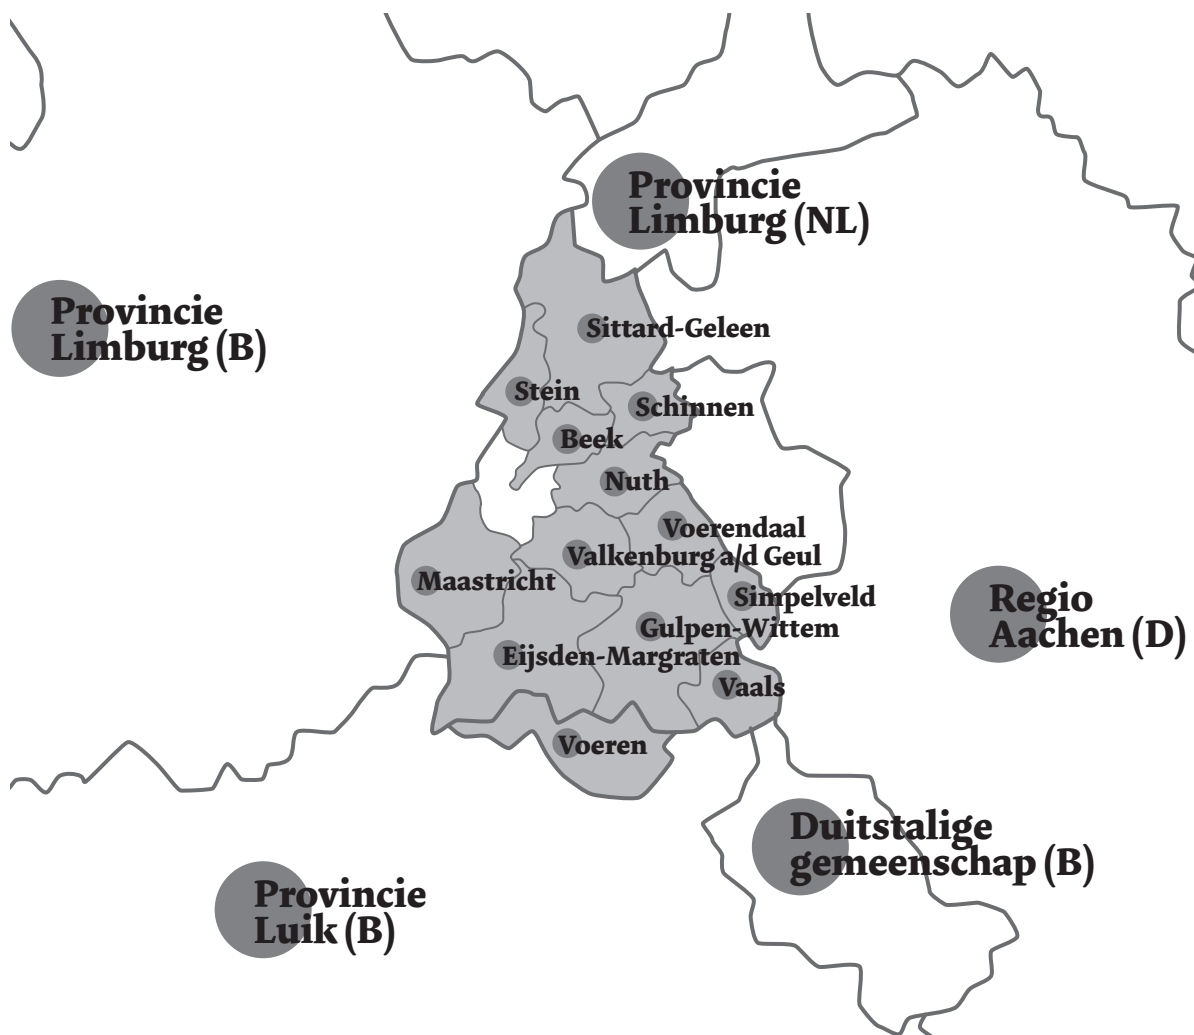 Provincie
Limburg (NL)
Provincie
Limburg (B)
Sittard-Geleen
Stein
Schinnen
Beek
Nuth
Voerendaal
Valkenburg a/d Geul
Maastricht
Simpelveld
Gulpen-Wittem
Eijsden-Margraten
Regio
Aachen (D)
Vaals
Voeren
Duitstalige
gemeenschap (B)
Provincie
Luik (B)